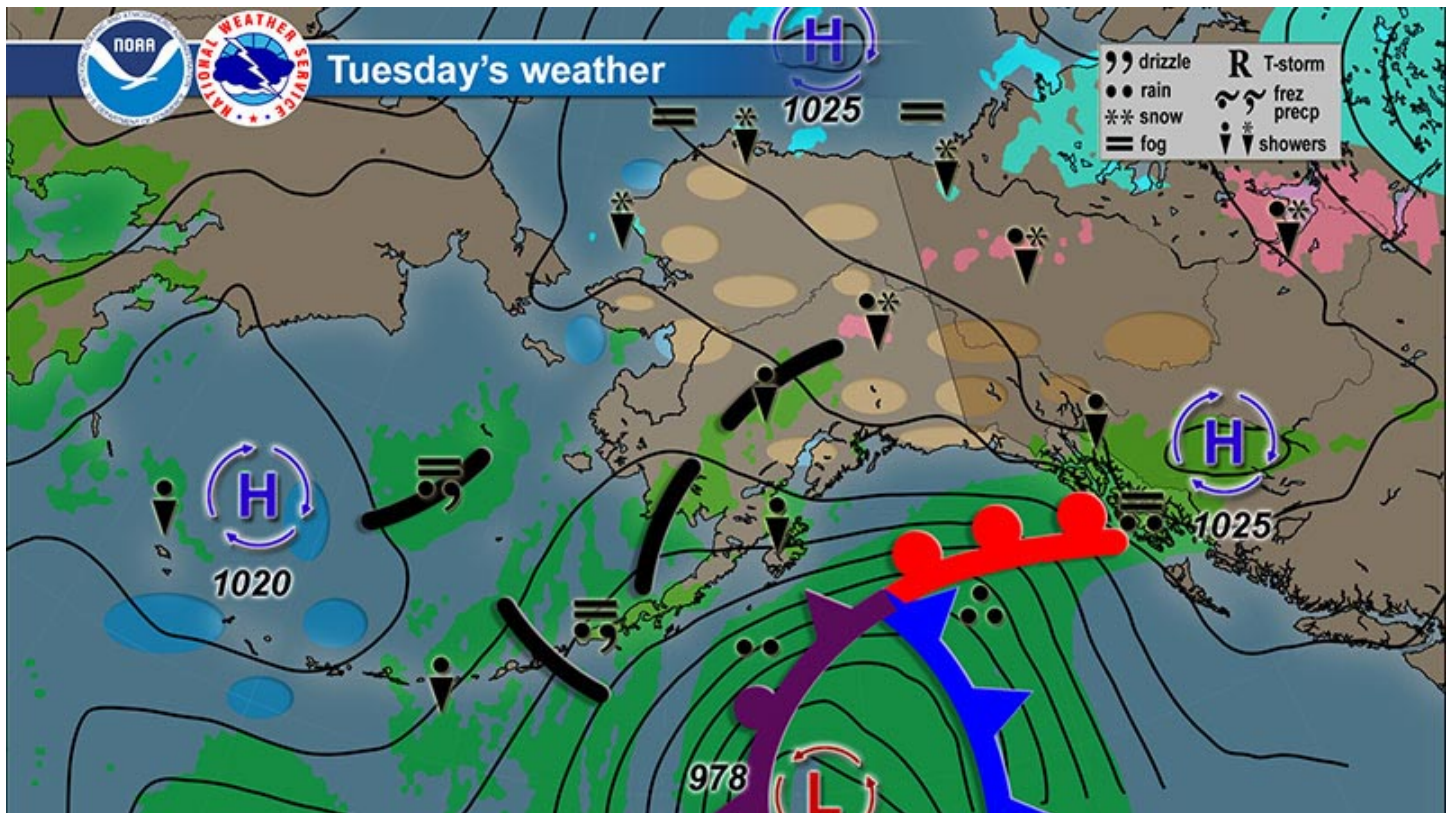 NOAA
NATIONAL WEATHER SERVICE
Tuesday's weather
H
1025
drizzle
R T-storm
rain
frez
precp
snow
fog
showers
H
1020
H
1025
978
L